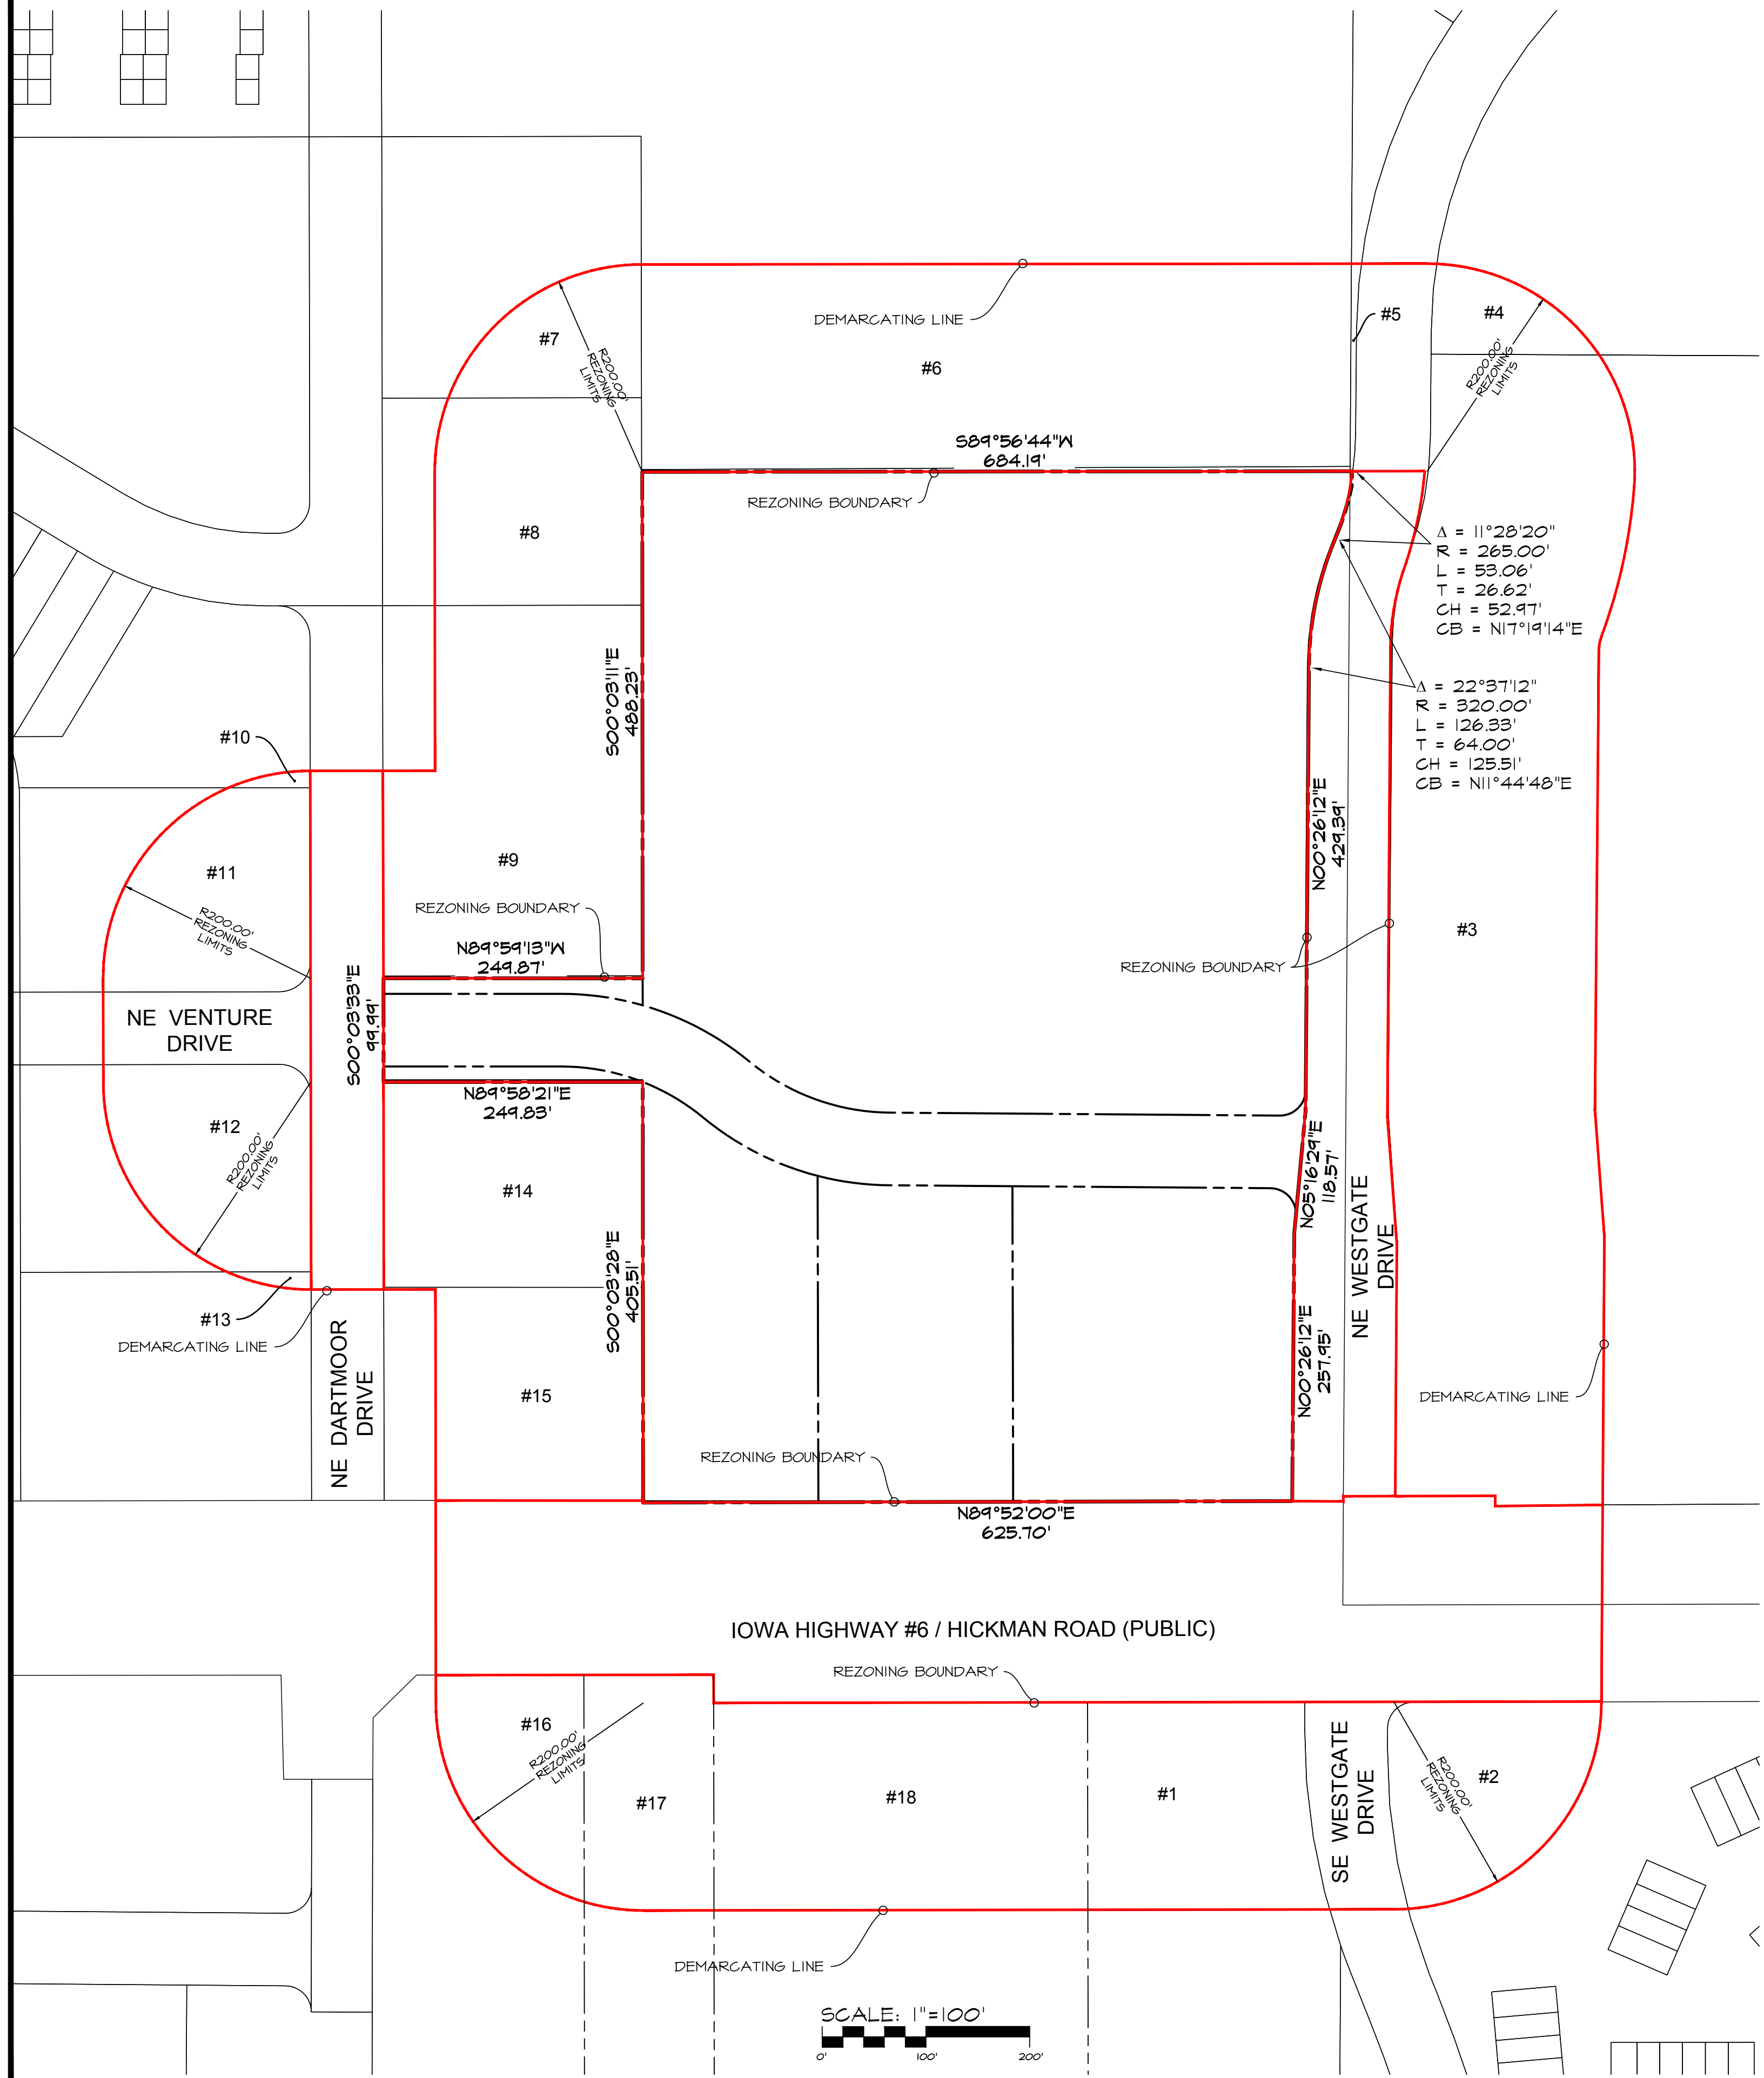 #5
#4
DEMARCATING LINE
#7
#6
R200.00'
REZONING
LIMITS
R200.00'
REZONING
LIMITS
S89°56'44"W
684.19'
REZONING BOUNDARY
#8
Δ = 11°28'20"
R = 265.00'
L = 53.06'
T = 26.62'
CH = 52.97'
CB = N17°19'14"E
S00°03'11"E
488.23'
Δ = 22°37'12"
R = 320.00'
L = 126.33'
T = 64.00'
CH = 125.51'
CB = N11°44'48"E
#10
N00°26'12"E
429.39'
#9
#11
REZONING BOUNDARY
R200.00'
REZONING
LIMITS
#3
N89°59'13"W
249.87'
REZONING BOUNDARY
NE VENTURE
DRIVE
S00°03'33"E
99.99'
N89°58'21"E
249.83'
#12
R200.00'
REZONING
LIMITS
N05°16'29"E
118.57'
#14
NE WESTGATE
DRIVE
S00°03'28"E
405.51'
#13
DEMARCATING LINE
NE DARTMOOR
DRIVE
N00°26'12"E
257.95'
#15
DEMARCATING LINE
REZONING BOUNDARY
N89°52'00"E
625.70'
IOWA HIGHWAY #6 / HICKMAN ROAD (PUBLIC)
REZONING BOUNDARY
#16
R200.00'
REZONING
LIMITS
#17
#18
#1
SE WESTGATE
DRIVE
R200.00'
REZONING
LIMITS
#2
DEMARCATING LINE
SCALE: 1"=100'
0' 100' 200'